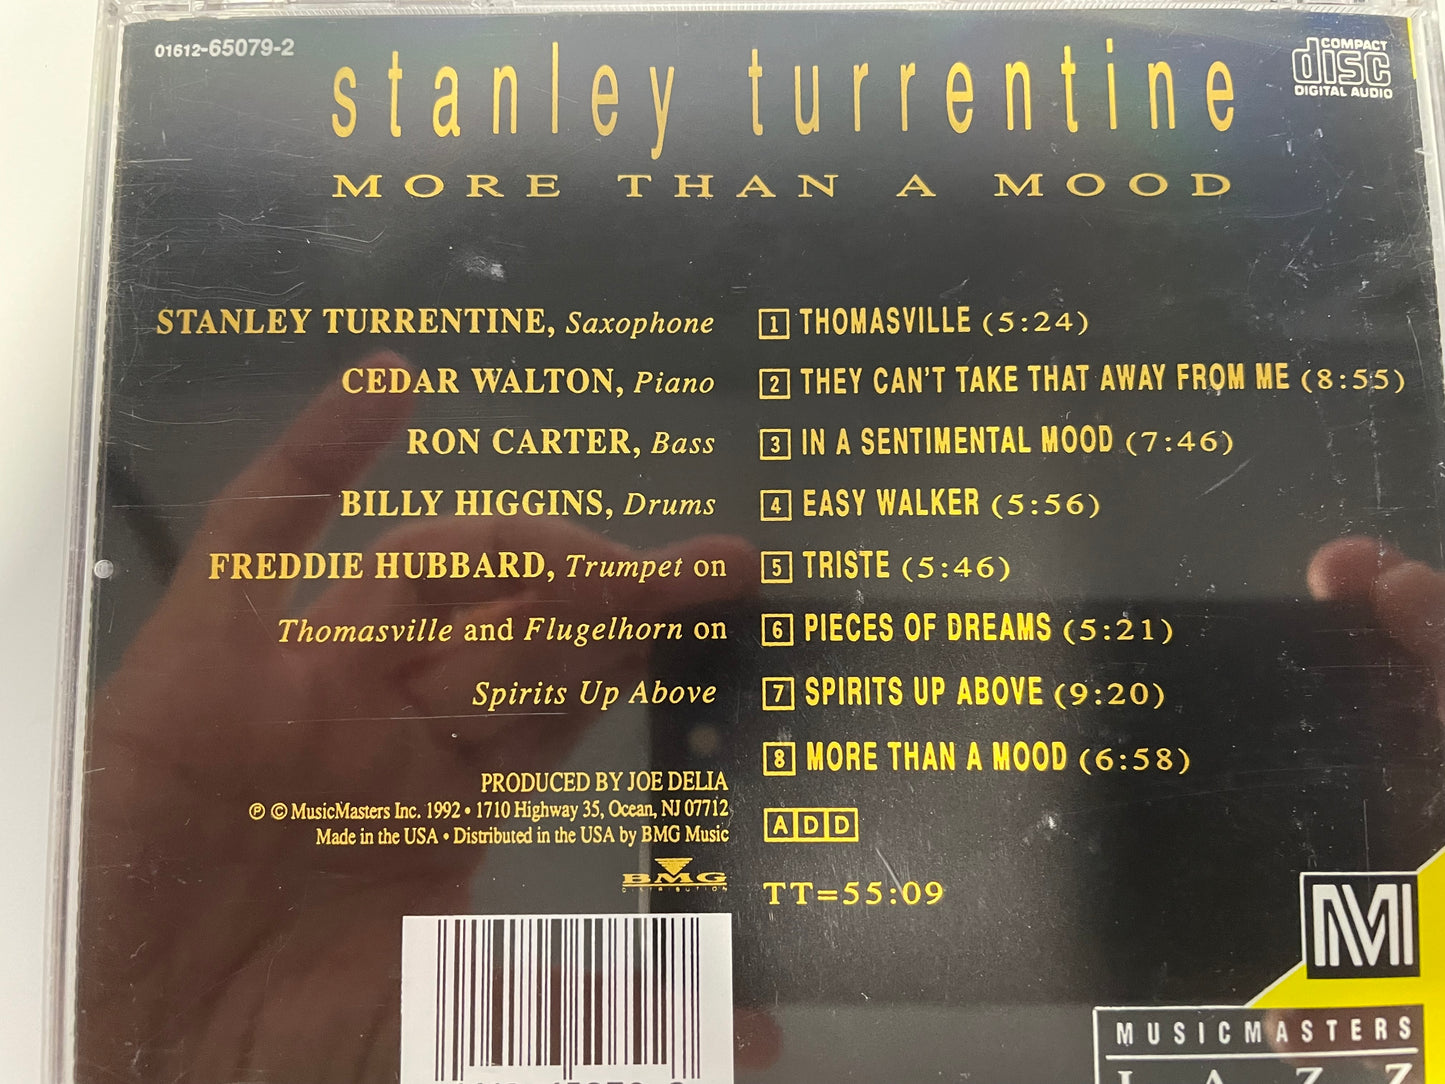 01612-65079-2
COMPACT
disc
DIGITAL AUDIO
stanley turrentine
MORE THAN A MOOD
STANLEY TURRENTINE, Saxophone
CEDAR WALTON, Piano
RON CARTER, Bass
BILLY HIGGINS, Drums
FREDDIE HUBBARD, Trumpet on
Thomasville and Flugelhorn on
Spirits Up Above
PRODUCED BY JOE DELIA
℗ © MusicMasters Inc. 1992 • 1710 Highway 35, Ocean, NJ 07712
Made in the USA • Distributed in the USA by BMG Music
BMG
DISTRIBUTION
1 THOMASVILLE (5:24)
2 THEY CAN'T TAKE THAT AWAY FROM ME (8:55)
3 IN A SENTIMENTAL MOOD (7:46)
4 EASY WALKER (5:56)
5 TRISTE (5:46)
6 PIECES OF DREAMS (5:21)
7 SPIRITS UP ABOVE (9:20)
8 MORE THAN A MOOD (6:58)
ADD
TT=55:09
MM
MUSICMASTERS
JAZZ